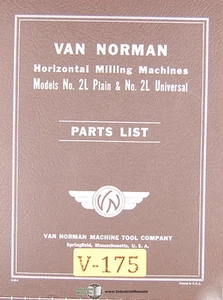 VAN NORMAN
Horizontal Milling Machines
Models No. 2L Plain & No. 2L Universal
PARTS LIST
VN
VAN NORMAN MACHINE TOOL COMPANY
Springfield, Massachusetts, U. S. A.
V-175